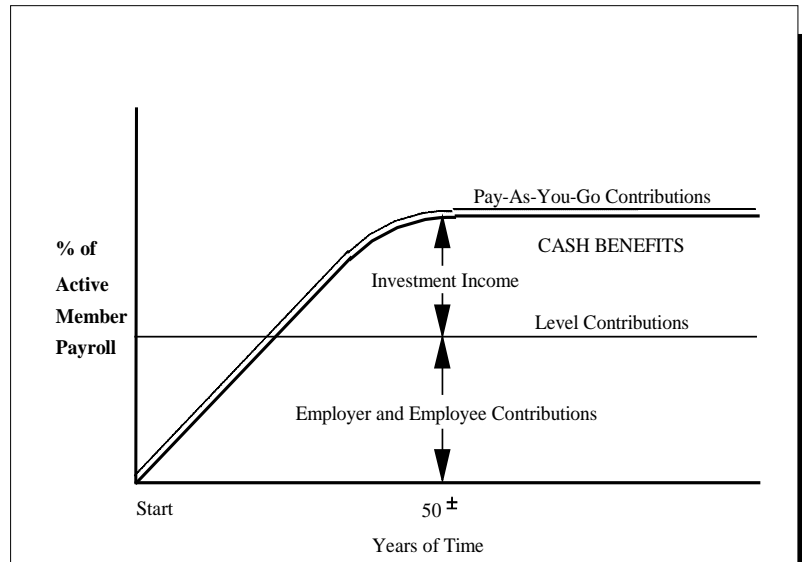 Pay-As-You-Go Contributions
% of
CASH BENEFITS
Active
Investment Income
Member
Level Contributions
Payroll
Employer and Employee Contributions
Start
50 ±
Years of Time